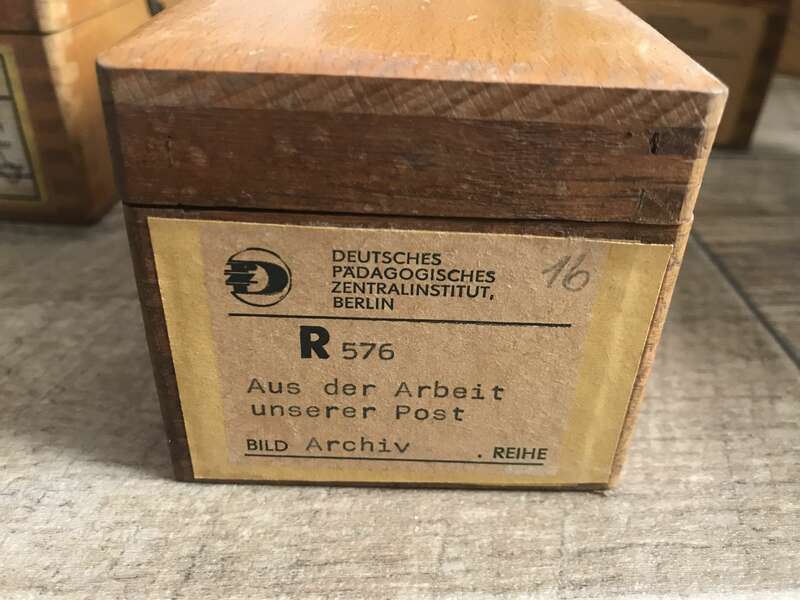 DEUTSCHES
PÄDAGOGISCHES
ZENTRALINSTITUT,
BERLIN
16
R 576
Aus der Arbeit
unserer Post
BILD Archiv . REIHE